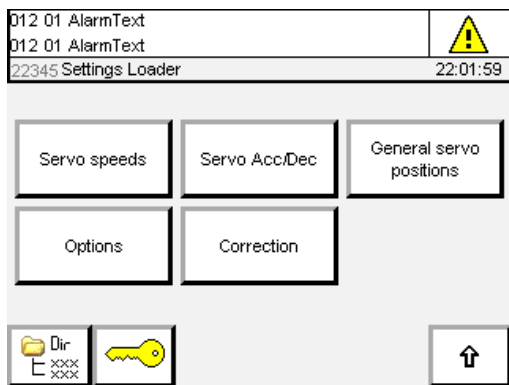 012 01 AlarmText
012 01 AlarmText
22345 Settings Loader
22:01:59
Servo speeds
Servo Acc/Dec
General servo
positions
Options
Correction
Dir
xxx
xxx